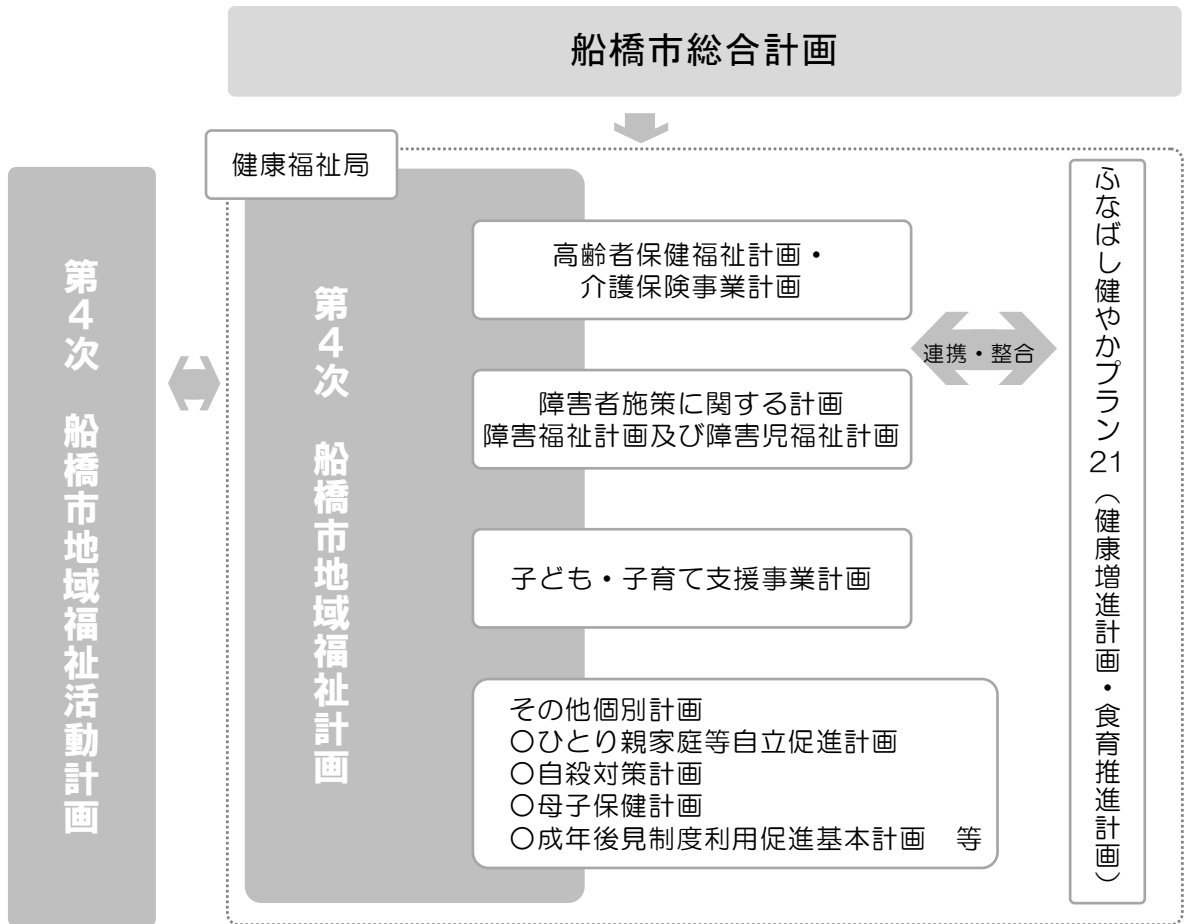 船橋市総合計画
健康福祉局
第４次　船橋市地域福祉活動計画
第４次　船橋市地域福祉計画
高齢者保健福祉計画・
介護保険事業計画
障害者施策に関する計画
障害福祉計画及び障害児福祉計画
子ども・子育て支援事業計画
その他個別計画
○ひとり親家庭等自立促進計画
○自殺対策計画
○母子保健計画
○成年後見制度利用促進基本計画　等
連携・整合
ふなばし健やかプラン21（健康増進計画・食育推進計画）